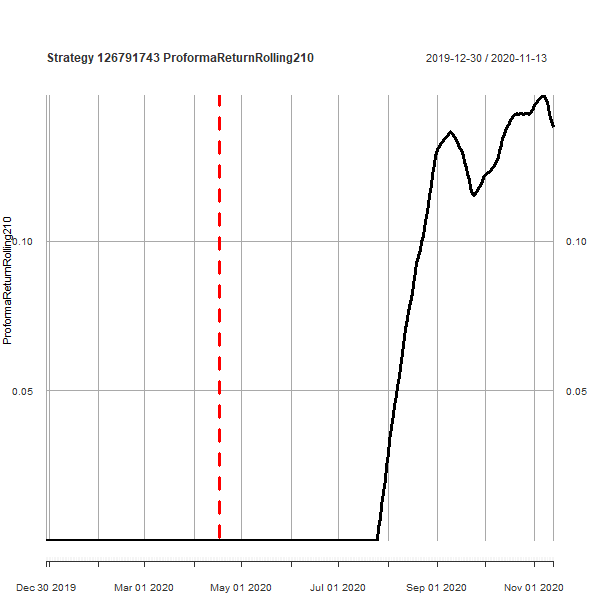 Strategy 126791743 ProformaReturnRolling210
2019-12-30 / 2020-11-13
ProformaReturnRolling210
0.10
0.10
0.05
0.05
Dec 30 2019
Mar 01 2020
May 01 2020
Jul 01 2020
Sep 01 2020
Nov 01 2020